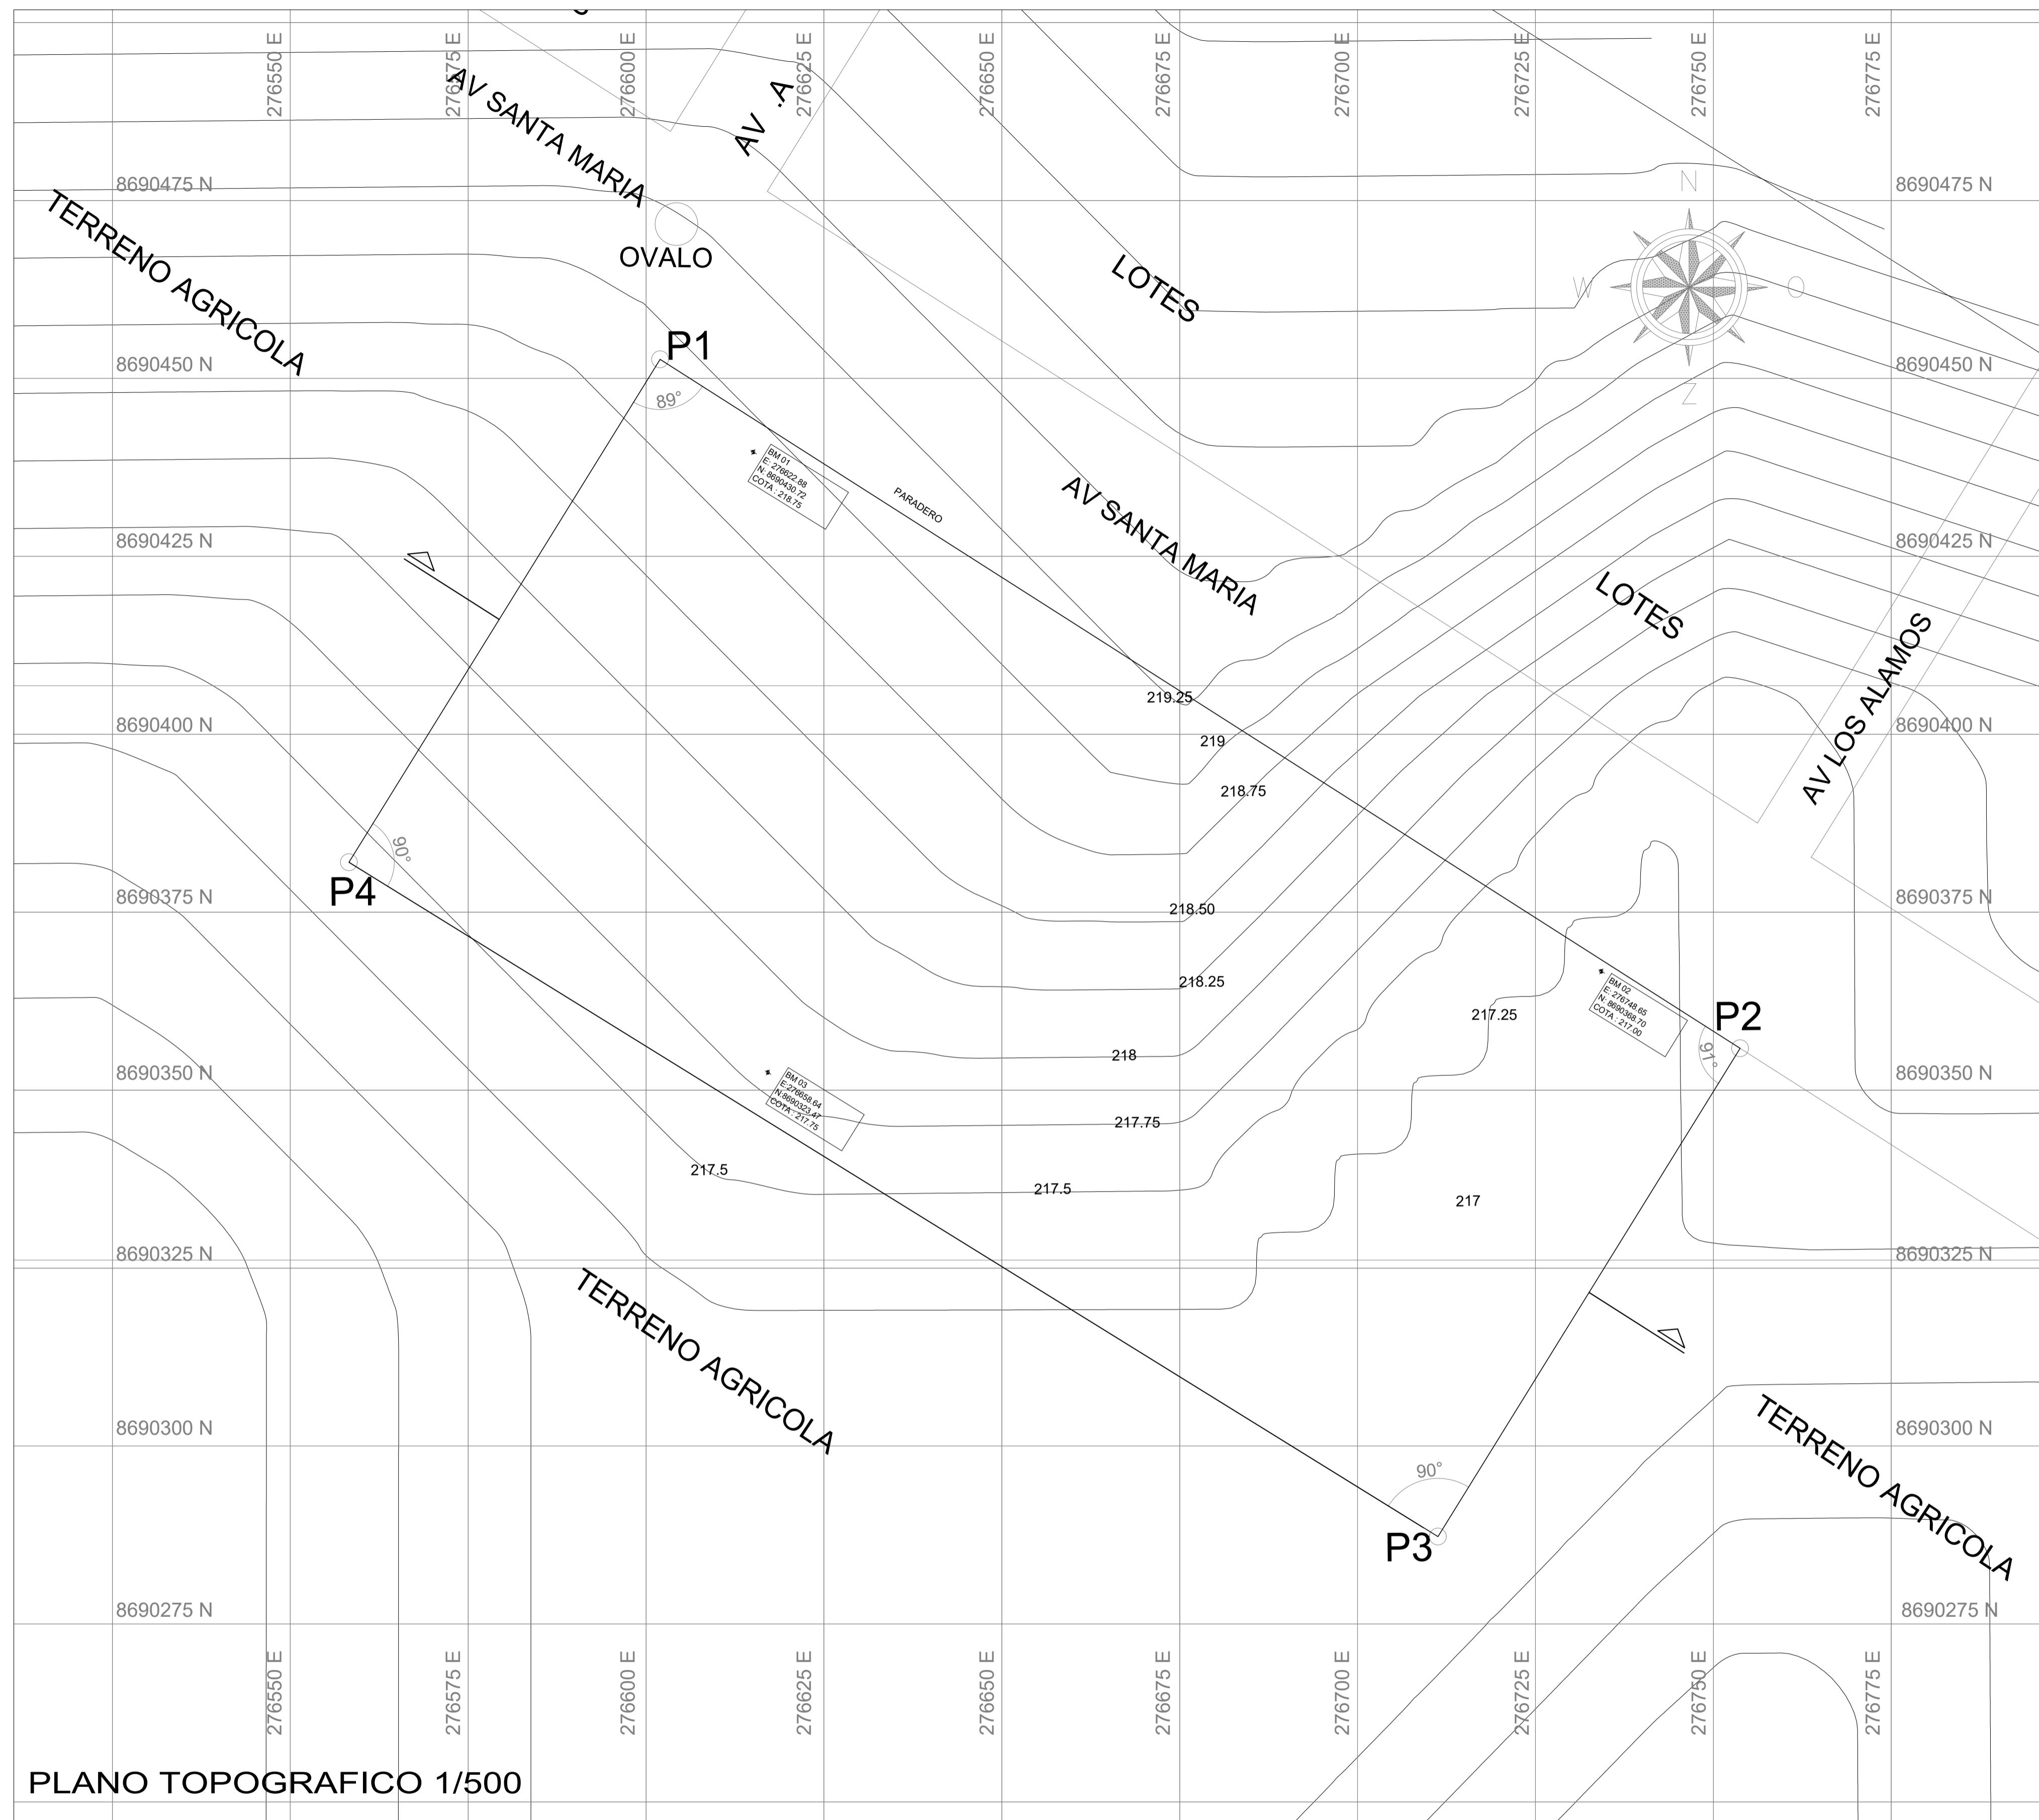 276550 E
276575 E
276600 E
276625 E
276650 E
276675 E
276700 E
276725 E
276750 E
276775 E
AV SANTA MARIA
AV .A
8690475 N
8690475 N
TERRENO AGRICOLA
OVALO
LOTES
N
W
O
Z
P1
89°
8690450 N
8690450 N
BM 01
E: 276622.88
N: 8690430.72
COTA : 218.75
PARADERO
AV SANTA MARIA
8690425 N
8690425 N
LOTES
AV LOS ALAMOS
219.25
219
8690400 N
8690400 N
218.75
90°
P4
8690375 N
8690375 N
218.50
218.25
BM 02
E: 276748.65
N: 8690368.70
COTA : 217.00
217.25
P2
91°
218
8690350 N
8690350 N
BM 03
E:276658.64
N:8690323.47
COTA : 217.75
217.75
217.5
217.5
217
8690325 N
8690325 N
TERRENO AGRICOLA
8690300 N
8690300 N
TERRENO AGRICOLA
90°
P3
8690275 N
8690275 N
276550 E
276575 E
276600 E
276625 E
276650 E
276675 E
276700 E
276725 E
276750 E
276775 E
PLANO TOPOGRAFICO 1/500